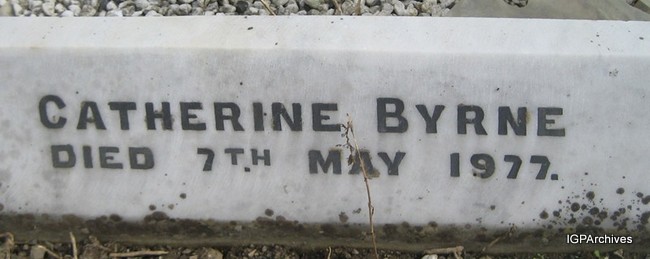 CATHERINE BYRNE
DIED 7TH MAY 1977.
IGPArchives